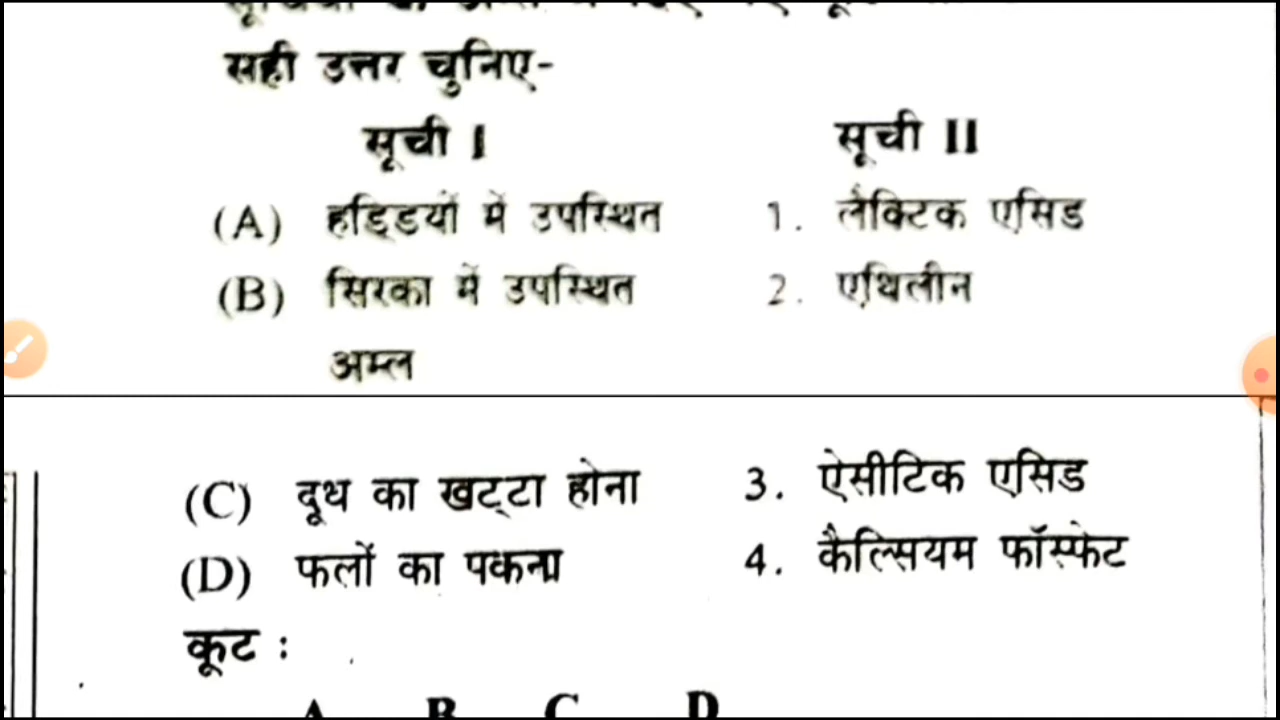 सही उत्तर चुनिए-
सूची I सूची II
(A) हड्डियों में उपस्थित 1. लैक्टिक एसिड
(B) सिरका में उपस्थित 2. एथिलीन
अम्ल
(C) दूध का खट्टा होना 3. ऐसीटिक एसिड
(D) फलों का पकना 4. कैल्सियम फॉस्फेट
कूट :
A B C D